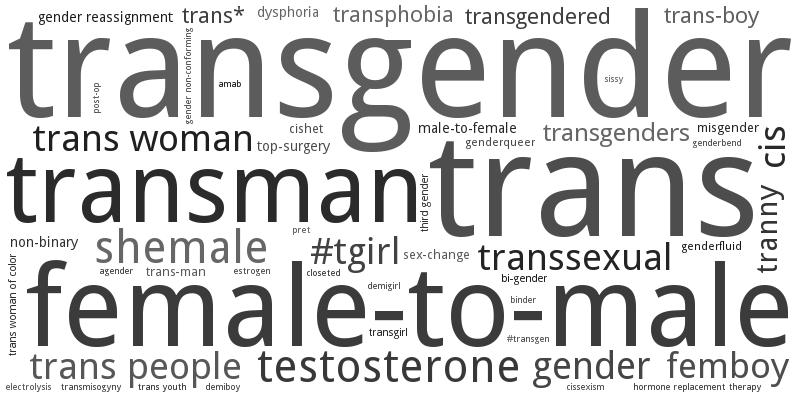 gender reassignment trans* dysphoria transphobia transgendered trans-boy
transgender
post-op
gender non-conforming
amab
sissy
trans woman cishet male-to-female transgenders misgender
top-surgery genderqueer genderbend
cis
transman trans
third gender
tranny
pret
non-binary shemale #tgirl sex-change transsexual genderfluid
agender trans-man estrogen closeted bi-gender
trans woman of color
female-to-male
demigirl
binder
transgirl #transgen
trans people testosterone gender femboy
electrolysis transmisogyny trans youth demiboy cissexism hormone replacement therapy